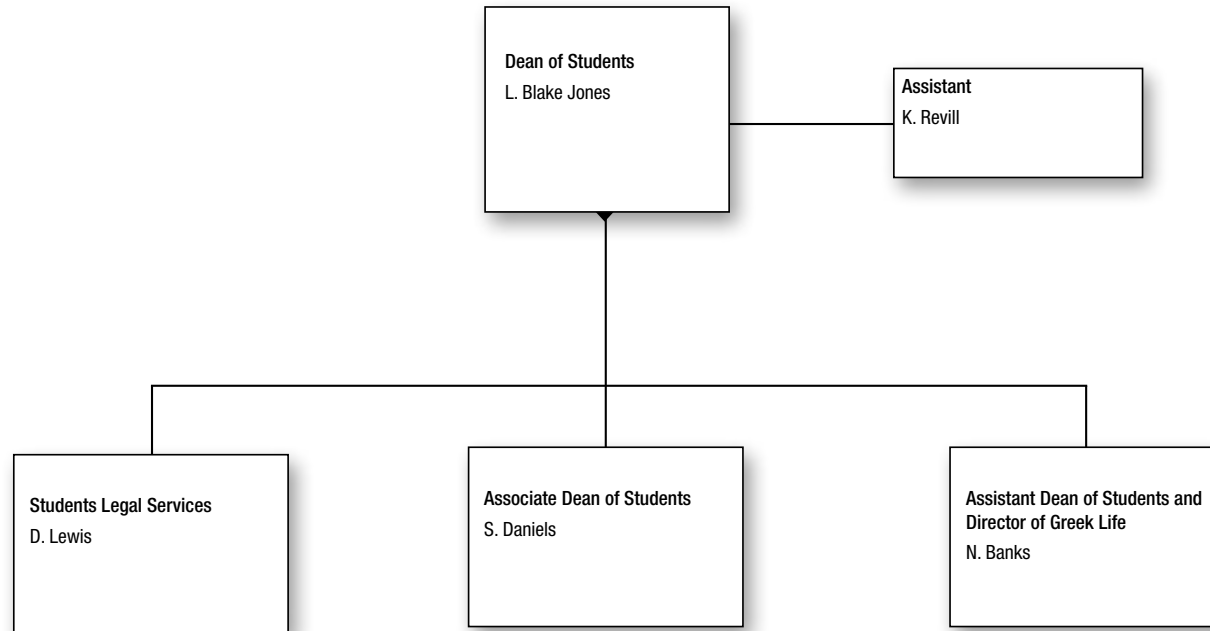 Dean of Students
L. Blake Jones
Assistant
K. Revill
Students Legal Services
D. Lewis
Associate Dean of Students
S. Daniels
Assistant Dean of Students and
Director of Greek Life
N. Banks